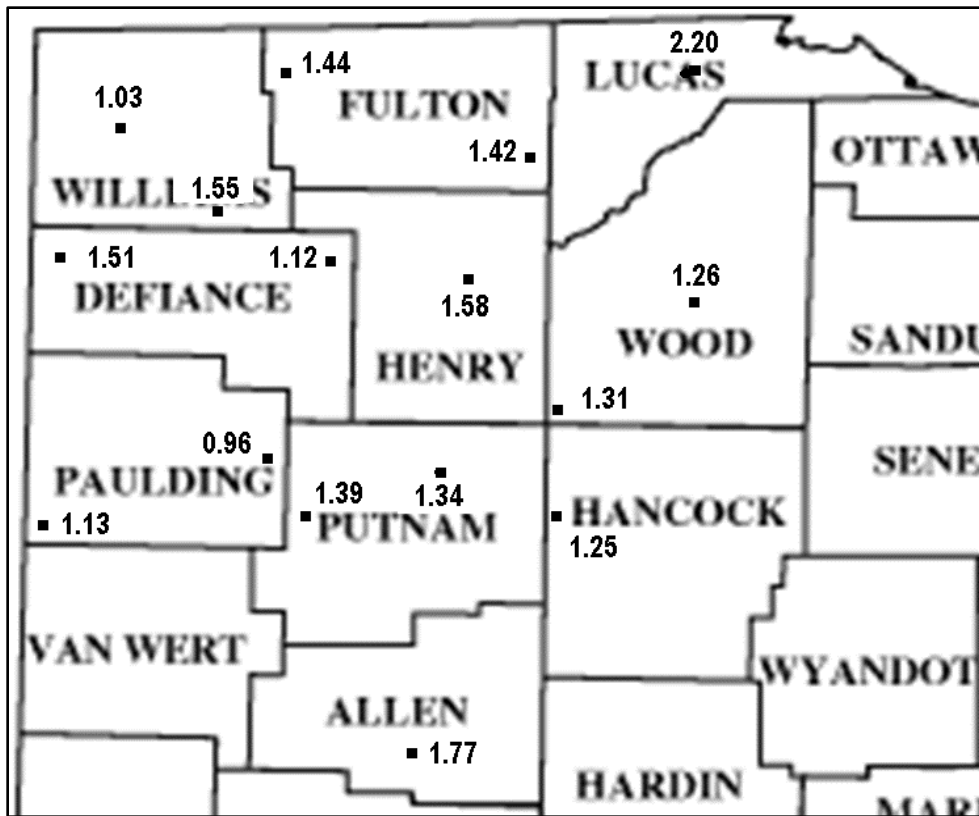 2.20
1.44
LUCAS
1.03
FULTON
1.42
OTTAW
1.55
1.51
1.12
DEFIANCE
1.26
1.58
WOOD
SANDU
HENRY
1.31
0.96
PAULDING
1.39
1.34
SENE
1.13
PUTNAM
HANCOCK
1.25
VAN WERT
WYANDOT
ALLEN
1.77
HARDIN
MARI